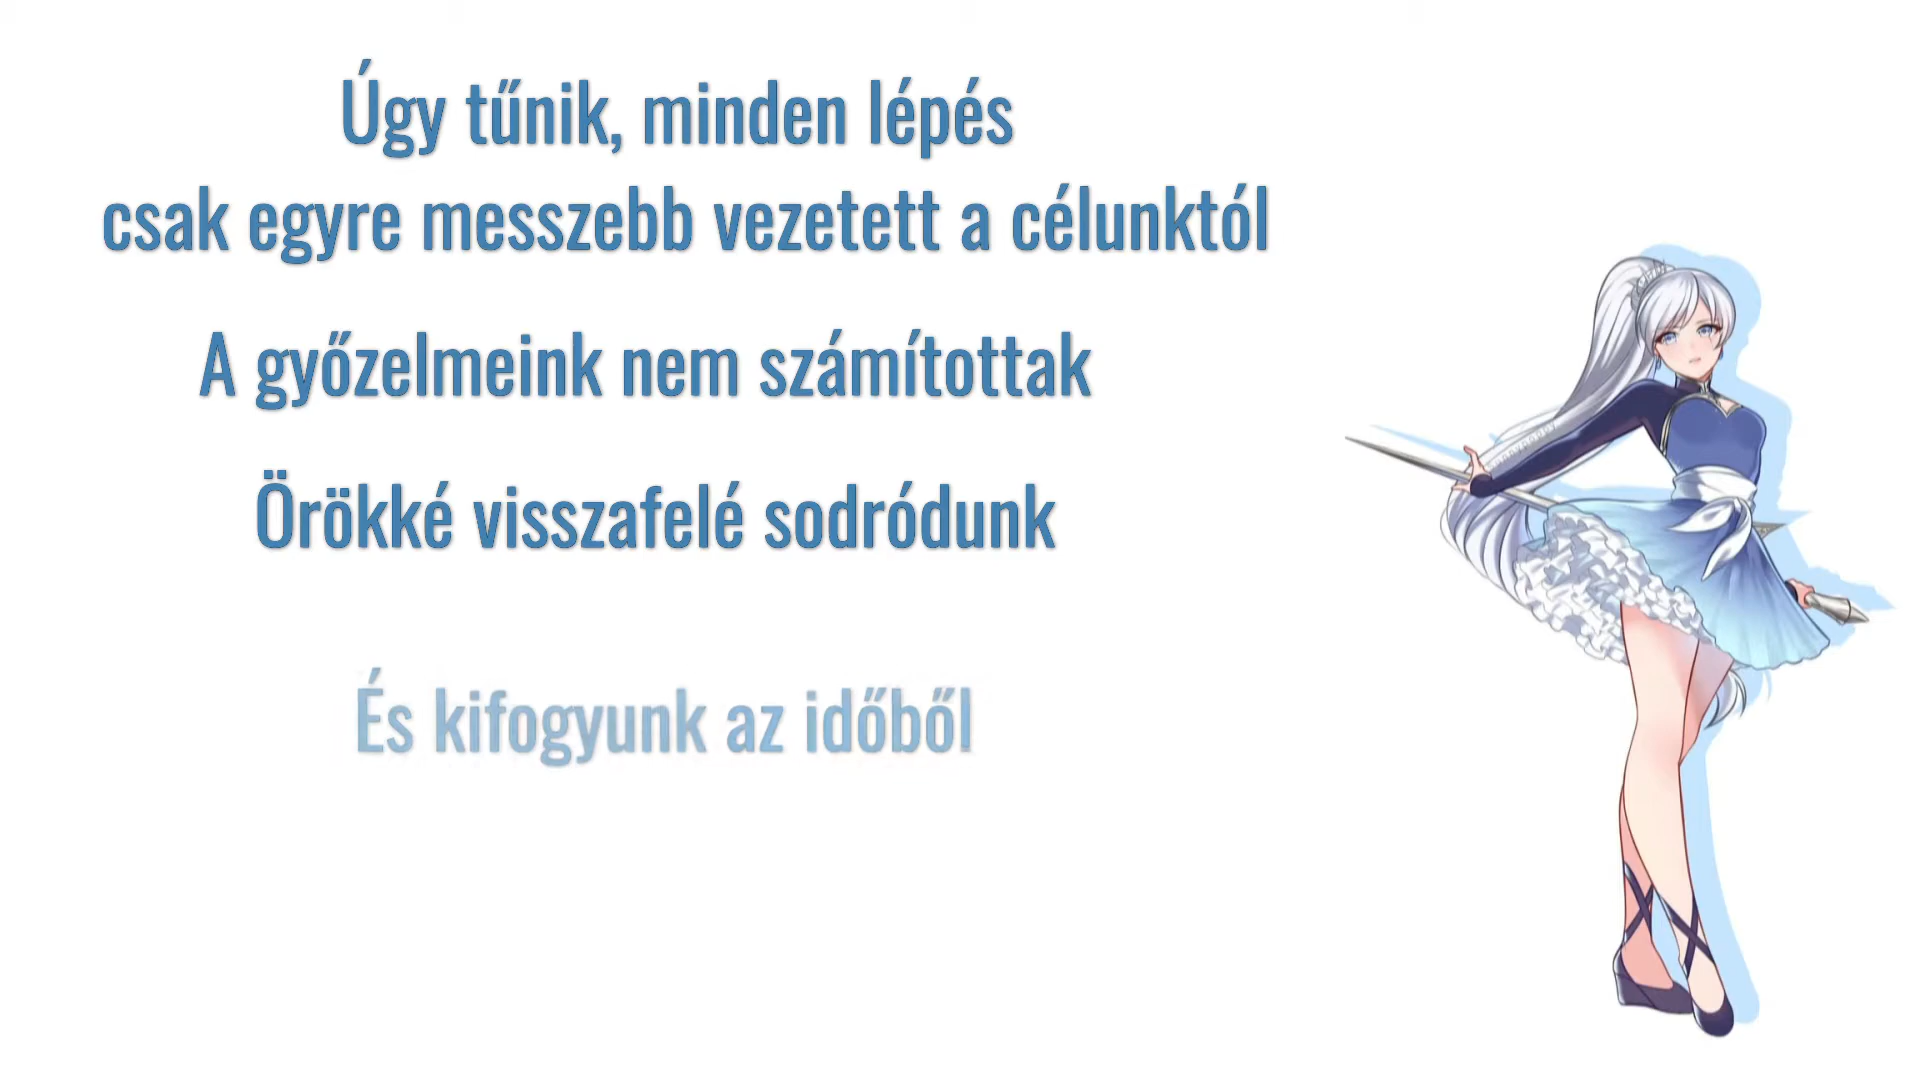 Úgy tűnik, minden lépés
csak egyre messzebb vezetett a célunktól
A győzelmeink nem számítottak
Örökké visszafelé sodródunk
És kifogyunk az időből